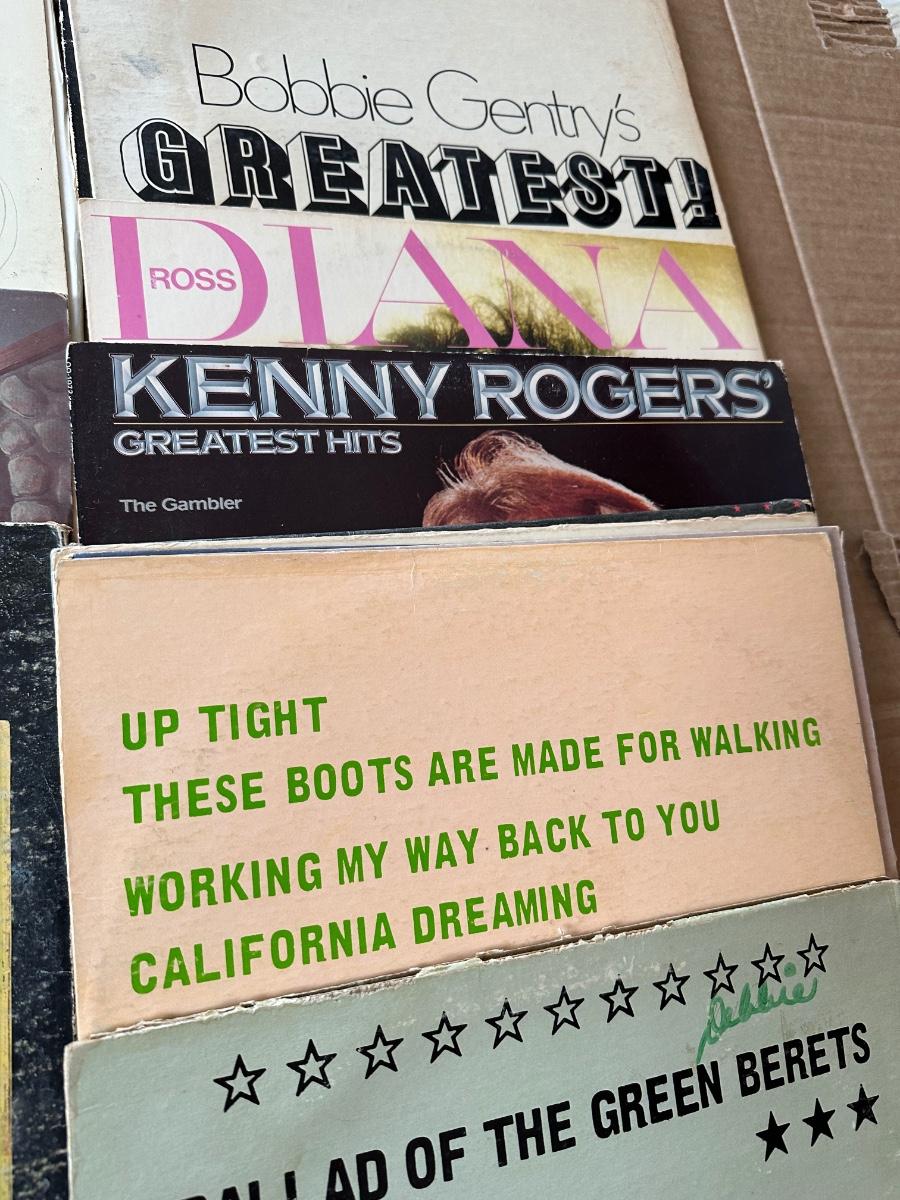 Bobbie Gentry's
GREATEST!
DIANA
ROSS
KENNY ROGERS'
GREATEST HITS
The Gambler
UP TIGHT
THESE BOOTS ARE MADE FOR WALKING
WORKING MY WAY BACK TO YOU
CALIFORNIA DREAMING
Debbie
BALLAD OF THE GREEN BERETS